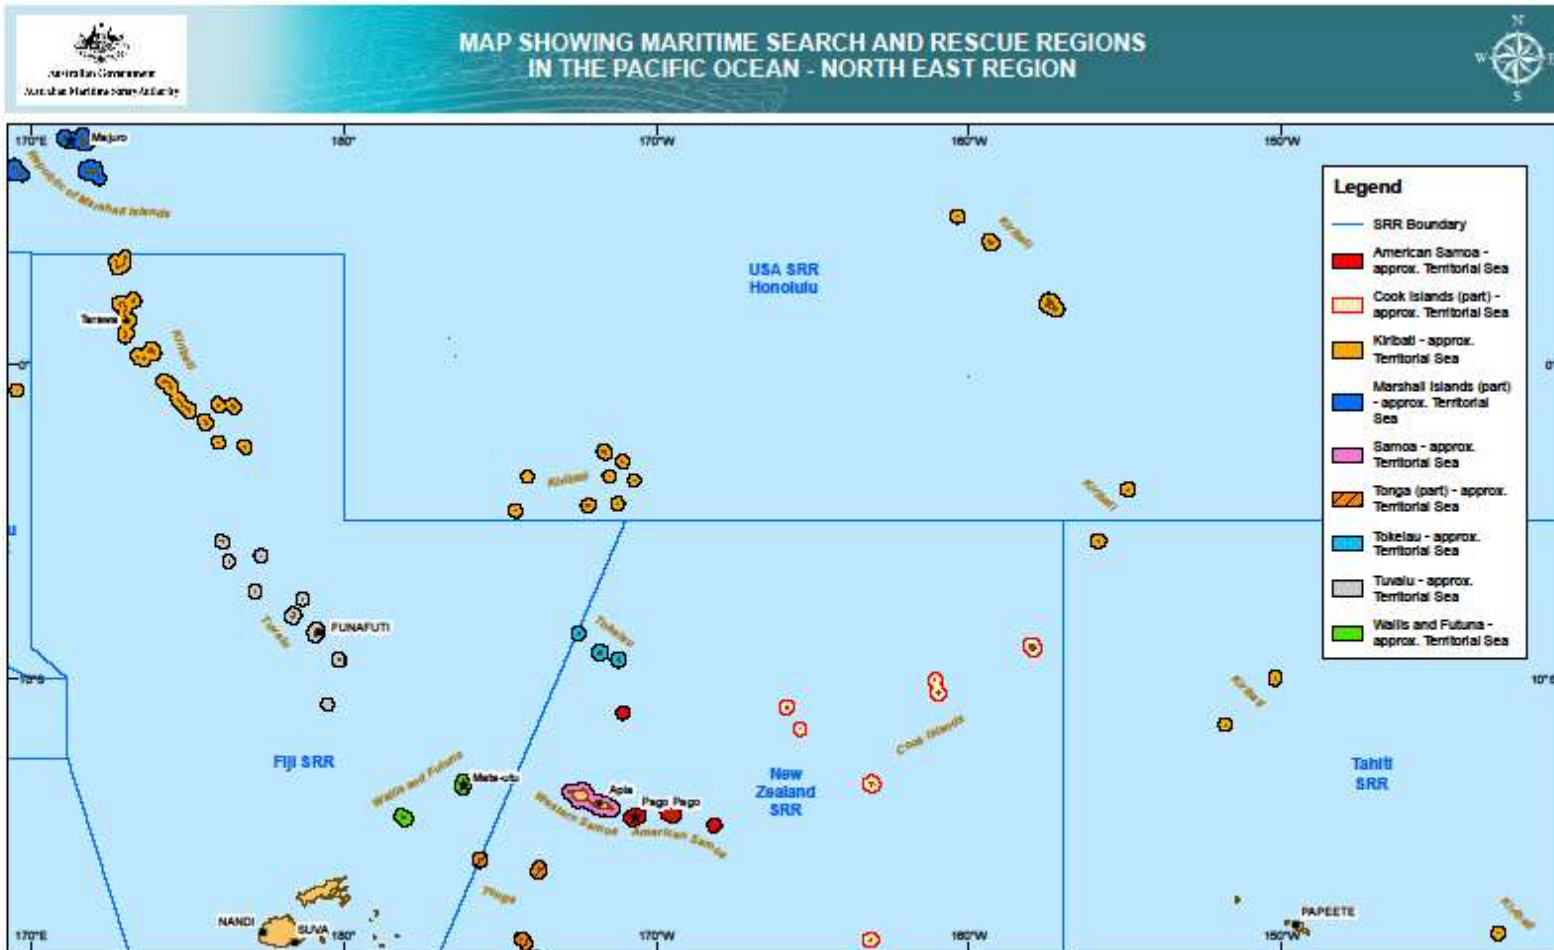 Australian Government
Australian Maritime Safety Authority
MAP SHOWING MARITIME SEARCH AND RESCUE REGIONS
IN THE PACIFIC OCEAN - NORTH EAST REGION
N
W
E
S
170°E
180°
170°W
160°W
150°W
Majuro
Republic of Marshall Islands
Kiribati
USA SRR
Honolulu
Tarawa
Kiribati
0°
0°
Kiribati
Kiribati
Legend
SRR Boundary
American Samoa -
approx. Territorial Sea
Cook Islands (part) -
approx. Territorial Sea
Kiribati - approx.
Territorial Sea
Marshall Islands (part)
- approx. Territorial
Sea
Samoa - approx.
Territorial Sea
Tonga (part) - approx.
Territorial Sea
Tokelau - approx.
Territorial Sea
Tuvalu - approx.
Territorial Sea
Wallis and Futuna -
approx. Territorial Sea
Tuvalu
FUNAFUTI
Tokelau
10°S
10°S
Kiribati
Cook Islands
Fiji SRR
Wallis and Futuna
Mata-utu
New
Zealand
SRR
Tahiti
SRR
Apia
Pago Pago
Western Samoa
American Samoa
Tonga
NANDI
SUVA
PAPEETE
Kiribati
170°E
180°
170°W
160°W
150°W